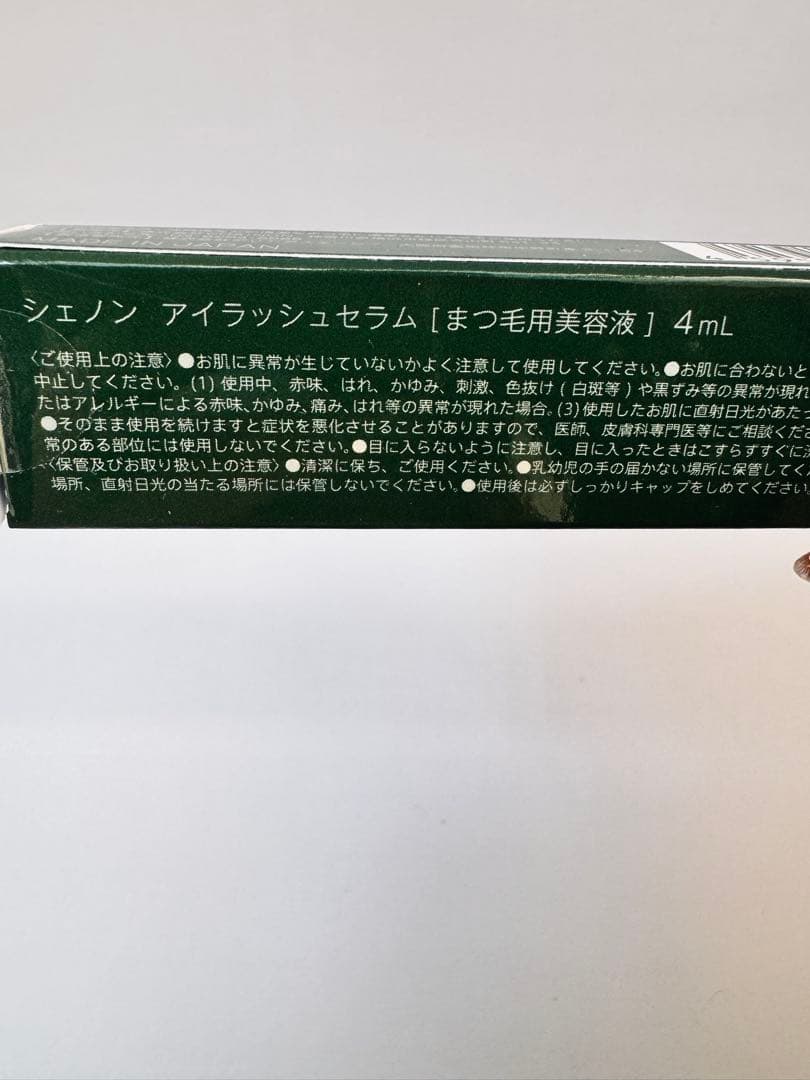 MADE IN JAPAN
シェノン アイラッシュセラム [まつ毛用美容液] 4mL
〈ご使用上の注意〉●お肌に異常が生じていないかよく注意して使用してください。●お肌に合わないと
中止してください。(1)使用中、赤味、はれ、かゆみ、刺激、色抜け(白斑等)や黒ずみ等の異常が現れ
たはアレルギーによる赤味、かゆみ、痛み、はれ等の異常が現れた場合。(3)使用したお肌に直射日光があた
●そのまま使用を続けますと症状を悪化させることがありますので、医師、皮膚科専門医等にご相談くださ
常のある部位には使用しないでください。●目に入らないように注意し、目に入ったときはこすらずすぐに
〈保管及びお取り扱い上の注意〉●清潔に保ち、ご使用ください。●乳幼児の手の届かない場所に保管してく
場所、直射日光の当たる場所には保管しないでください。●使用後は必ずしっかりキャップをしめてください